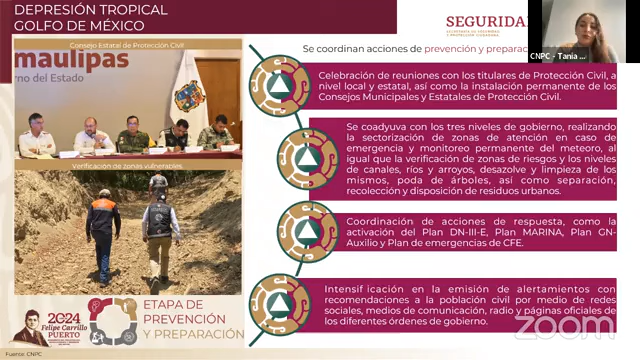 DEPRESIÓN TROPICAL
GOLFO DE MÉXICO
Consejo Estatal de Protección Civil
maulipas
rno del Estado
Verificación de zonas vulnerables
2024
Felipe Carrillo
PUERTO
ETAPA DE
PREVENCIÓN
Y PREPARACIÓN
Fuente: CNPC
SEGURIDA
SECRETARÍA DE SEGURIDAD
Y PROTECCIÓN CIUDADANA
CNPC - Tania ...
Se coordinan acciones de prevención y prepara
Celebración de reuniones con los titulares de Protección Civil, a
nivel local y estatal, así como la instalación permanente de los
Consejos Municipales y Estatales de Protección Civil.
Se coadyuva con los tres niveles de gobierno, realizando
la sectorización de zonas de atención en caso de
emergencia y monitoreo permanente del meteoro, al
igual que la verificación de zonas de riesgos y los niveles
de canales, ríos y arroyos, desazolve y limpieza de los
mismos, poda de árboles, así como separación,
recolección y disposición de residuos urbanos.
Coordinación de acciones de respuesta, como la
activación del Plan DN-III-E, Plan MARINA, Plan GN-
Auxilio y Plan de emergencias de CFE.
Intensificación en la emisión de alertamientos con
recomendaciones a la población civil por medio de redes
sociales, medios de comunicación, radio y páginas oficiales de
los diferentes órdenes de gobierno.
zoom